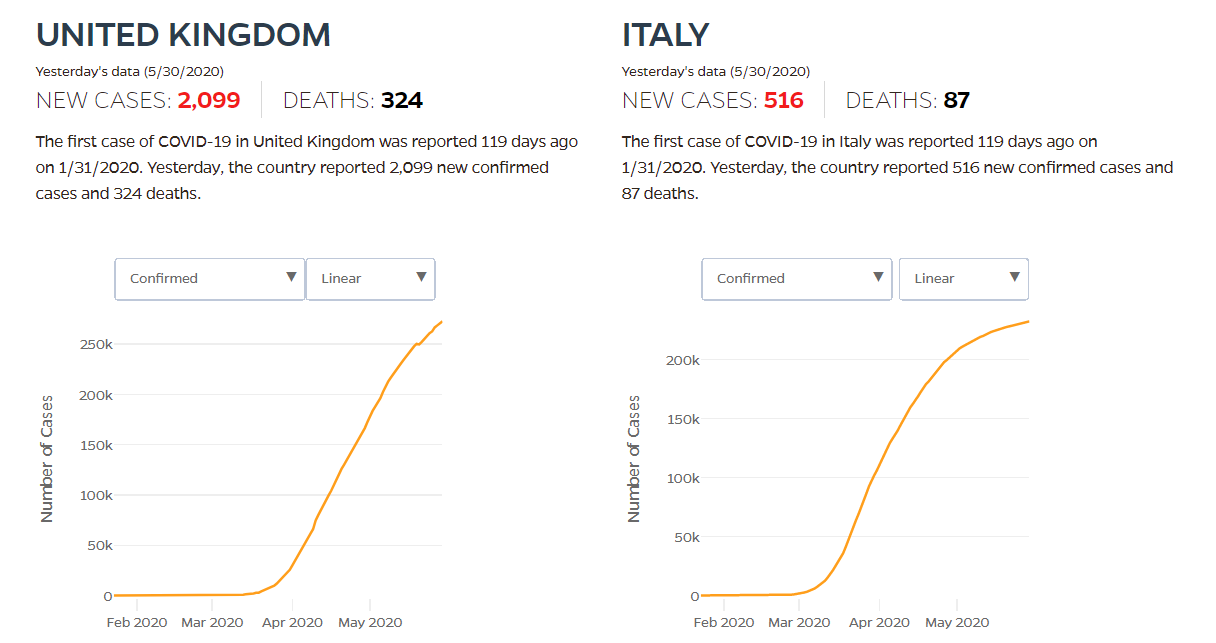 UNITED KINGDOM
Yesterday's data (5/30/2020)
NEW CASES: 2,099 DEATHS: 324
The first case of COVID-19 in United Kingdom was reported 119 days ago
on 1/31/2020. Yesterday, the country reported 2,099 new confirmed
cases and 324 deaths.
Confirmed ▼ Linear ▼
Number of Cases
250k
200k
150k
100k
50k
0
Feb 2020 Mar 2020 Apr 2020 May 2020
ITALY
Yesterday's data (5/30/2020)
NEW CASES: 516 DEATHS: 87
The first case of COVID-19 in Italy was reported 119 days ago on
1/31/2020. Yesterday, the country reported 516 new confirmed cases and
87 deaths.
Confirmed ▼ Linear ▼
Number of Cases
200k
150k
100k
50k
0
Feb 2020 Mar 2020 Apr 2020 May 2020